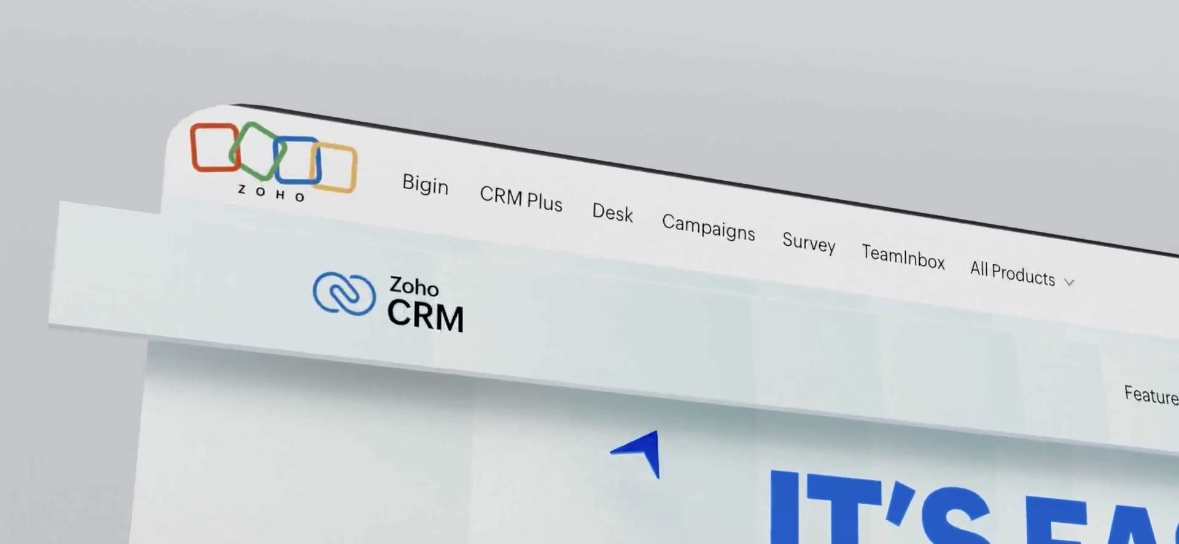 ZOHO
Bigin CRM Plus Desk Campaigns Survey TeamInbox All Products
Zoho
CRM
Feature
IT'S EA